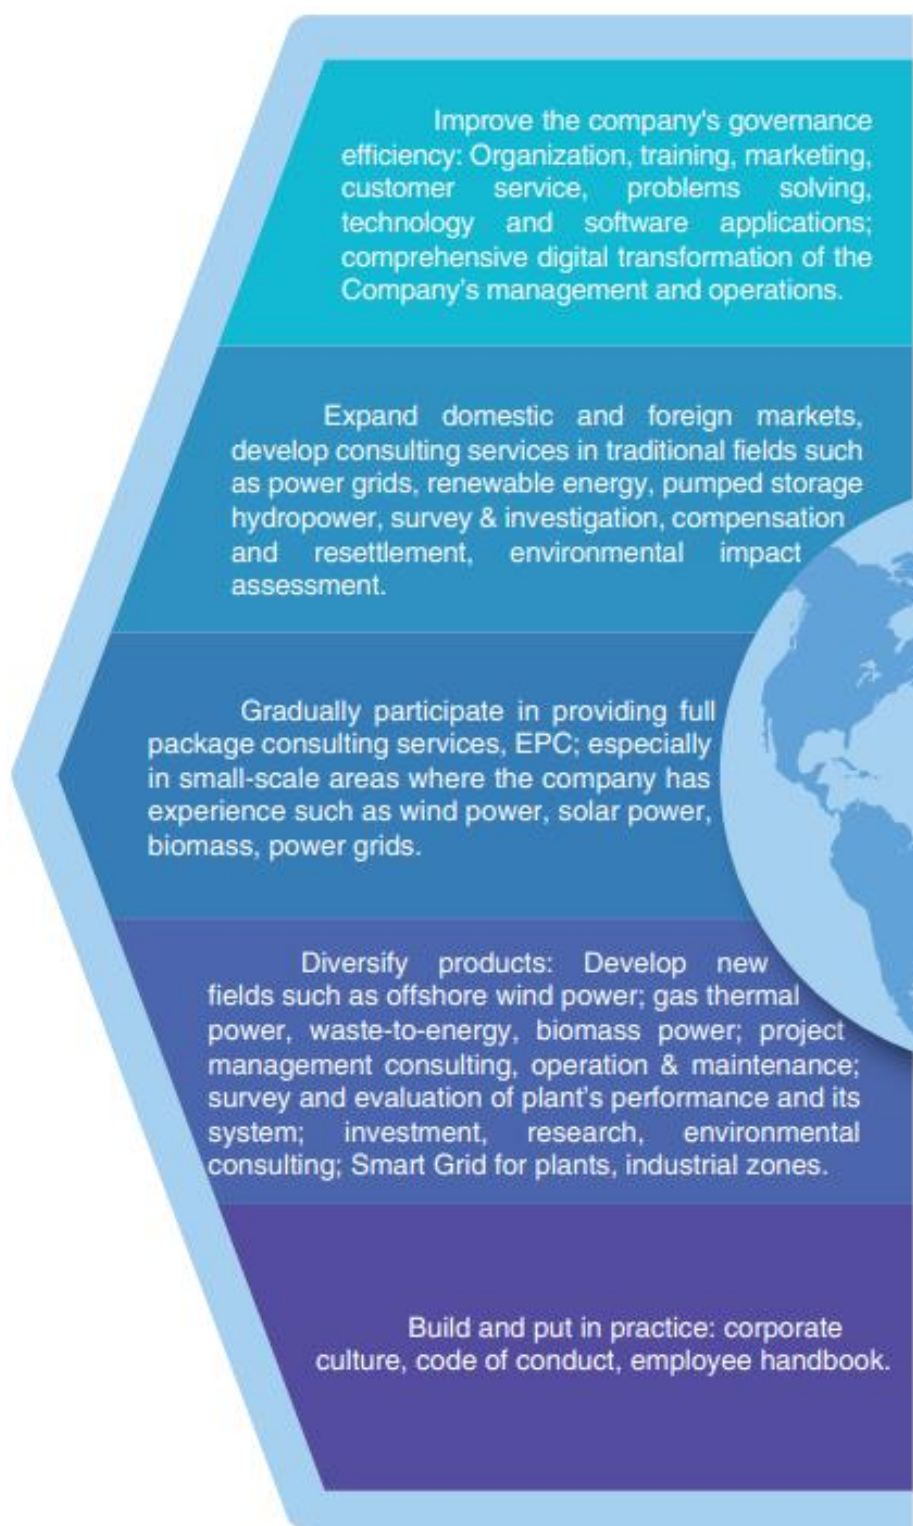 Improve the company's governance
efficiency: Organization, training, marketing,
customer service, problems solving,
technology and software applications;
comprehensive digital transformation of the
Company's management and operations.
Expand domestic and foreign markets,
develop consulting services in traditional fields such
as power grids, renewable energy, pumped storage
hydropower, survey & investigation, compensation
and resettlement, environmental impact
assessment.
Gradually participate in providing full
package consulting services, EPC; especially
in small-scale areas where the company has
experience such as wind power, solar power,
biomass, power grids.
Diversify products: Develop new
fields such as offshore wind power; gas thermal
power, waste-to-energy, biomass power; project
management consulting, operation & maintenance;
survey and evaluation of plant's performance and its
system; investment, research, environmental
consulting; Smart Grid for plants, industrial zones.
Build and put in practice: corporate
culture, code of conduct, employee handbook.